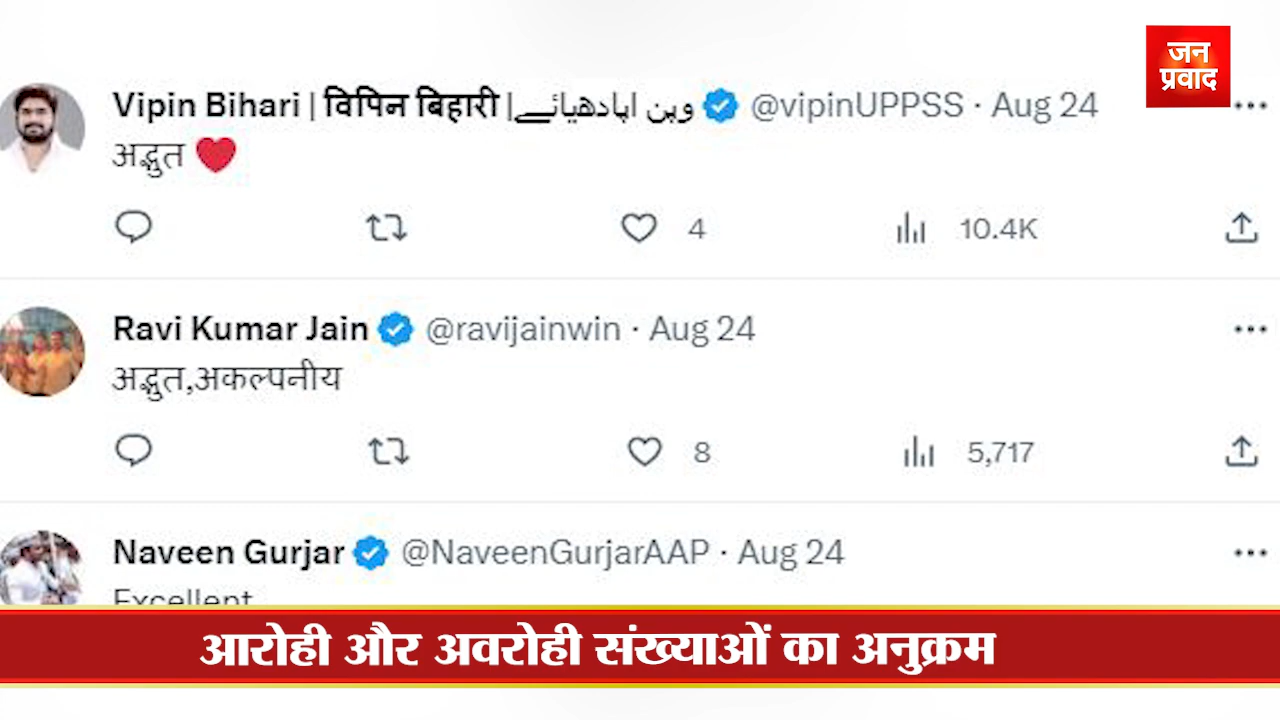 जन
प्रवाद
Vipin Bihari | विपिन बिहारी | وپن اپادھیائے @vipinUPPSS · Aug 24
अद्भुत ❤️
4 10.4K
Ravi Kumar Jain @ravijainwin · Aug 24
अद्भुत,अकल्पनीय
8 5,717
Naveen Gurjar @NaveenGurjarAAP · Aug 24
Excellent
आरोही और अवरोही संख्याओं का अनुक्रम